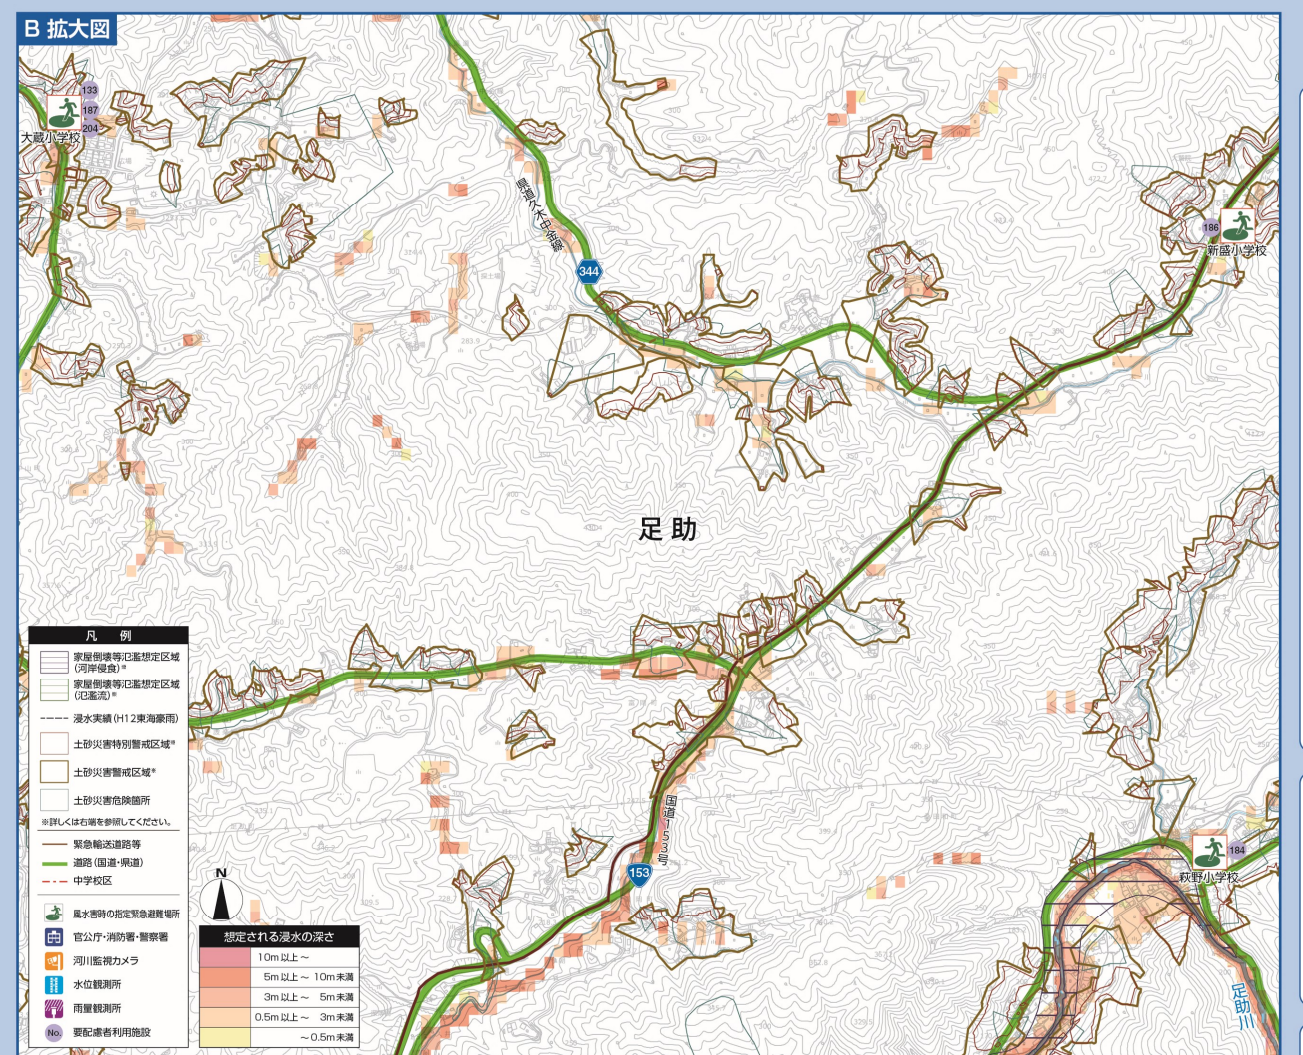 B 拡大図
133
187
204
大蔵小学校
県道久木中金線
344
186
新盛小学校
足助
国道153号
153
184
萩野小学校
足助川
凡 例
家屋倒壊等氾濫想定区域
(河岸侵食)※
家屋倒壊等氾濫想定区域
(氾濫流)※
浸水実績(H12東海豪雨)
土砂災害特別警戒区域※
土砂災害警戒区域※
土砂災害危険箇所
※詳しくは右端を参照してください。
緊急輸送道路等
道路(国道・県道)
中学校区
風水害時の指定緊急避難場所
官公庁・消防署・警察署
河川監視カメラ
水位観測所
雨量観測所
No. 要配慮者利用施設
N
想定される浸水の深さ
10m以上~
5m以上~ 10m未満
3m以上~ 5m未満
0.5m以上~ 3m未満
~0.5m未満